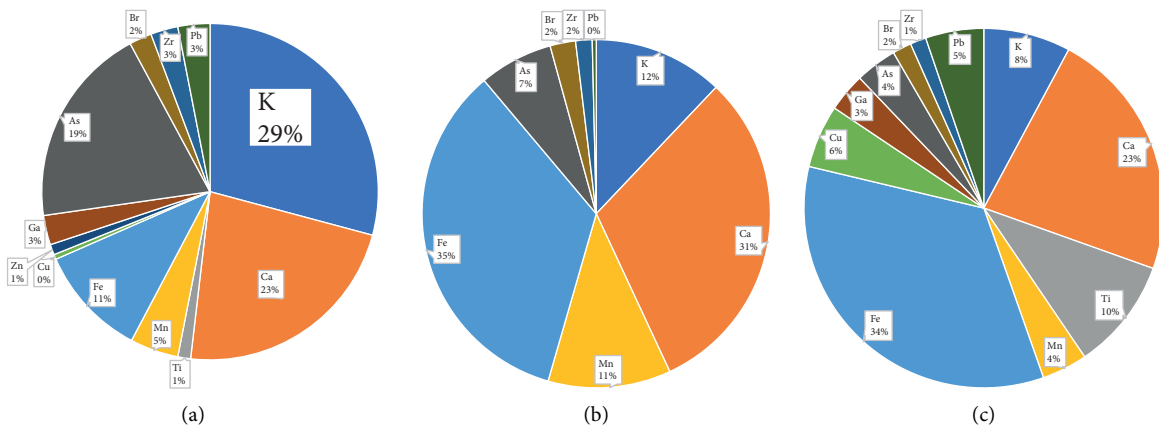 K
29%
Ca
23%
Ti
1%
Mn
5%
Fe
11%
Cu
0%
Zn
1%
Ga
3%
As
19%
Br
2%
Zr
3%
Pb
3%
(a)
K
12%
Ca
31%
Mn
11%
Fe
35%
As
7%
Br
2%
Zr
2%
Pb
0%
(b)
K
8%
Ca
23%
Ti
10%
Mn
4%
Fe
34%
Cu
6%
Ga
3%
As
4%
Br
2%
Zr
1%
Pb
5%
(c)